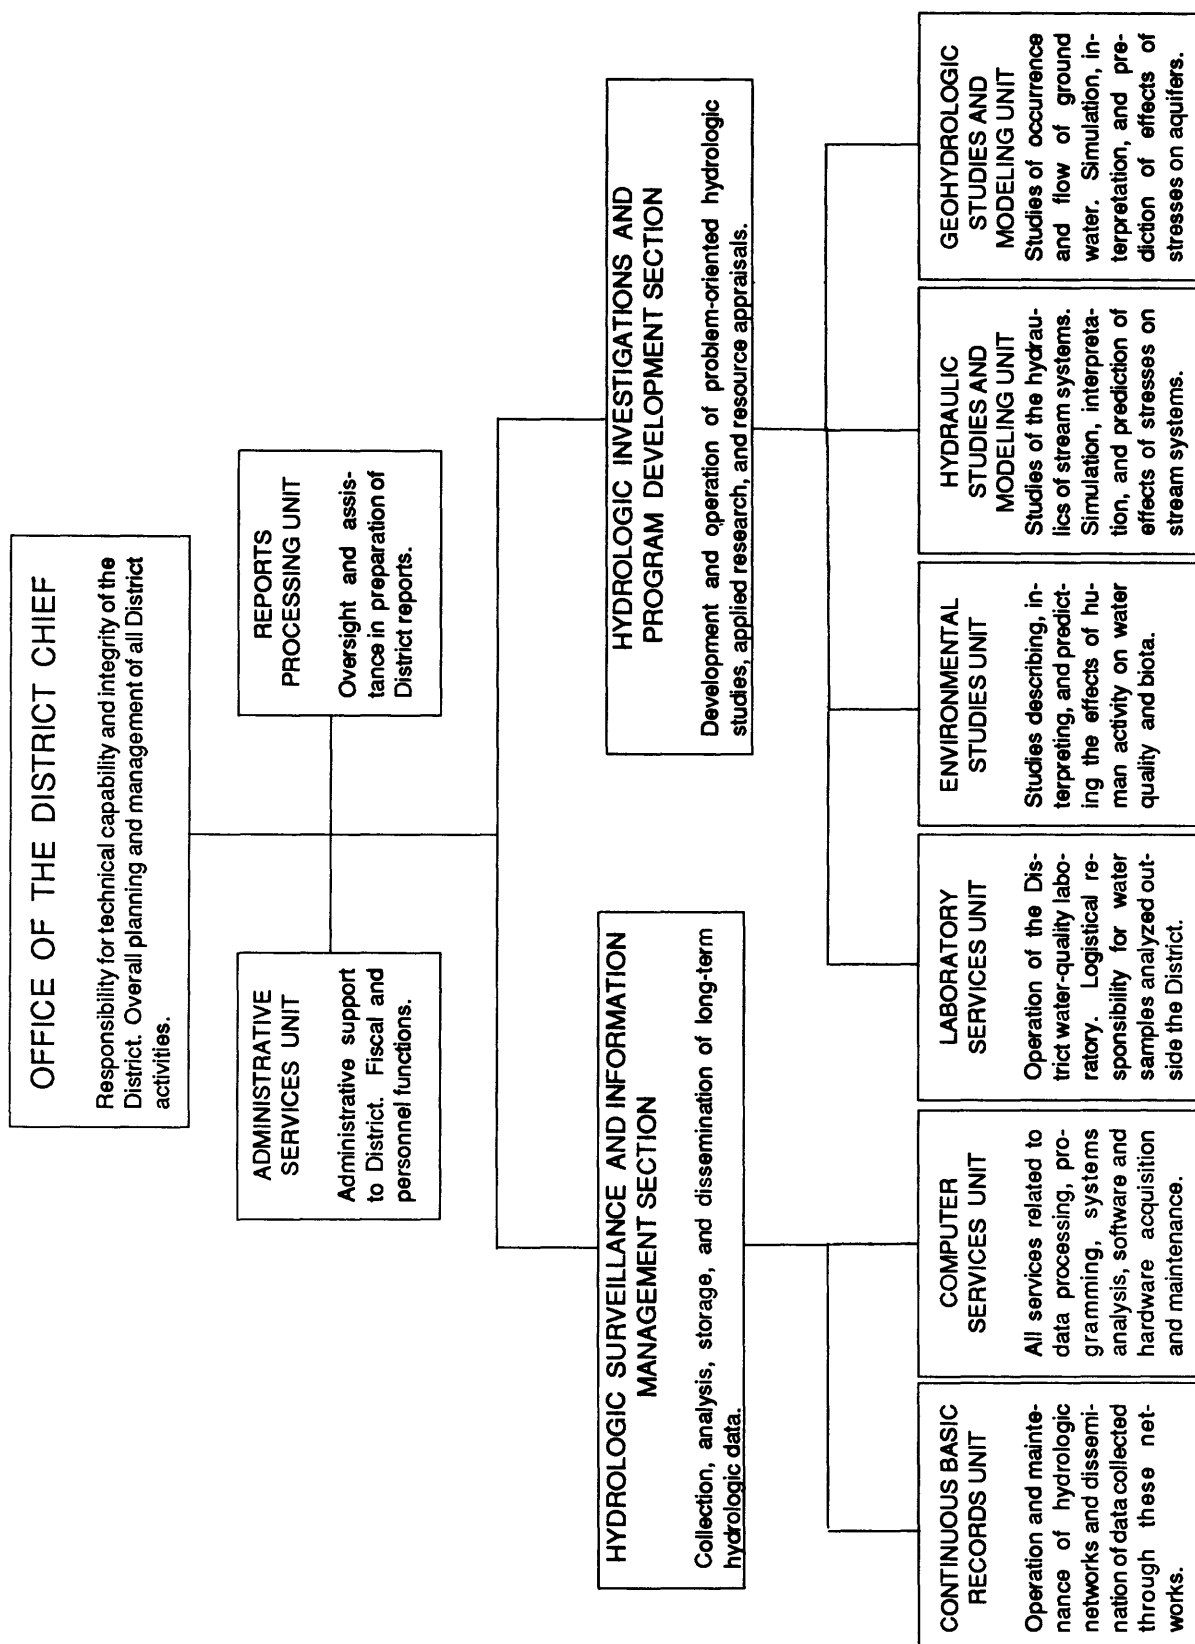 OFFICE OF THE DISTRICT CHIEF
Responsibility for technical capability and integrity of the
District. Overall planning and management of all District
activities.
ADMINISTRATIVE
SERVICES UNIT
Administrative support
to District. Fiscal and
personnel functions.
REPORTS
PROCESSING UNIT
Oversight and assis-
tance in preparation of
District reports.
HYDROLOGIC SURVEILLANCE AND INFORMATION
MANAGEMENT SECTION
Collection, analysis, storage, and dissemination of long-term
hydrologic data.
HYDROLOGIC INVESTIGATIONS AND
PROGRAM DEVELOPMENT SECTION
Development and operation of problem-oriented hydrologic
studies, applied research, and resource appraisals.
CONTINUOUS BASIC
RECORDS UNIT
Operation and mainte-
nance of hydrologic
networks and dissemi-
nation of data collected
through these net-
works.
COMPUTER
SERVICES UNIT
All services related to
data processing, pro-
gramming, systems
analysis, software and
hardware acquisition
and maintenance.
LABORATORY
SERVICES UNIT
Operation of the Dis-
trict water-quality labo-
ratory. Logistical re-
sponsibility for water
samples analyzed out-
side the District.
ENVIRONMENTAL
STUDIES UNIT
Studies describing, in-
terpreting, and predict-
ing the effects of hu-
man activity on water
quality and biota.
HYDRAULIC
STUDIES AND
MODELING UNIT
Studies of the hydrau-
lics of stream systems.
Simulation, interpreta-
tion, and prediction of
effects of stresses on
stream systems.
GEOHYDROLOGIC
STUDIES AND
MODELING UNIT
Studies of occurrence
and flow of ground
water. Simulation, in-
terpretation, and pre-
diction of effects of
stresses on aquifers.